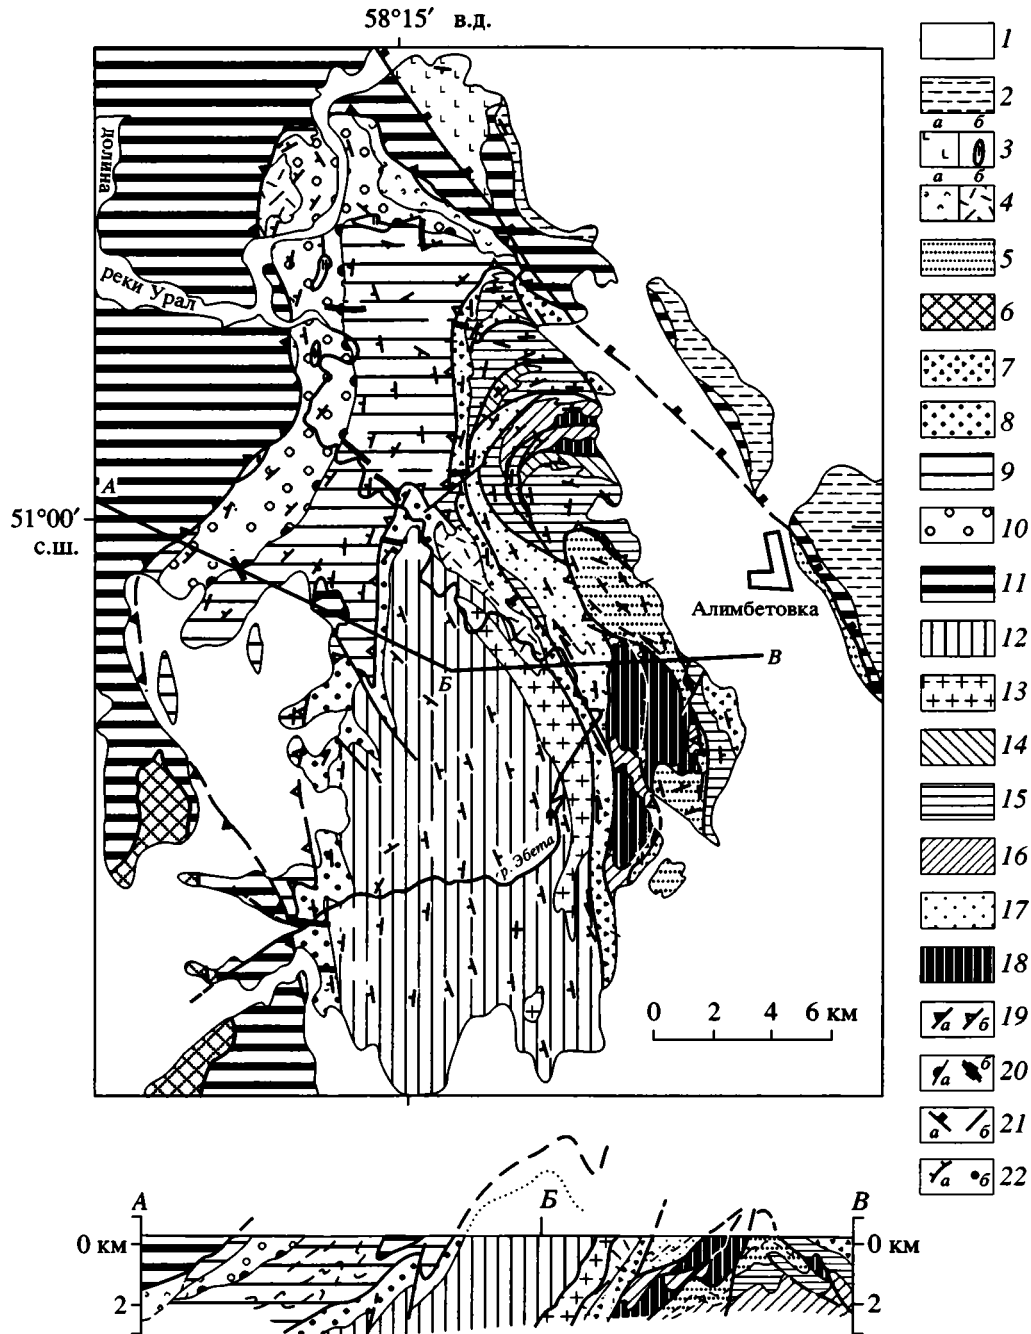 58°15′ в.д.
долина
реки Урал
А
51°00′
с.ш.
Алимбетовка
Б
В
р. Эбета
0 2 4 6 км
1
2
а б
3
а б
4
5
6
7
8
9
10
11
12
13
14
15
16
17
18
а б 19
а б 20
а б 21
а б 22
А Б В
0 км 0 км
2 2